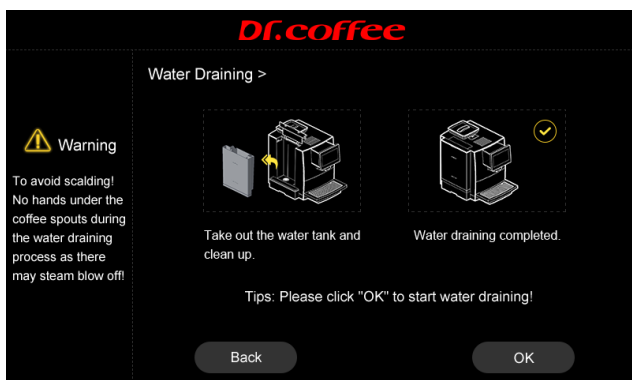 Dr.coffee
Water Draining >
Warning
To avoid scalding!
No hands under the
coffee spouts during
the water draining
process as there
may steam blow off!
Take out the water tank and
clean up.
Water draining completed.
Tips: Please click "OK" to start water draining!
Back
OK